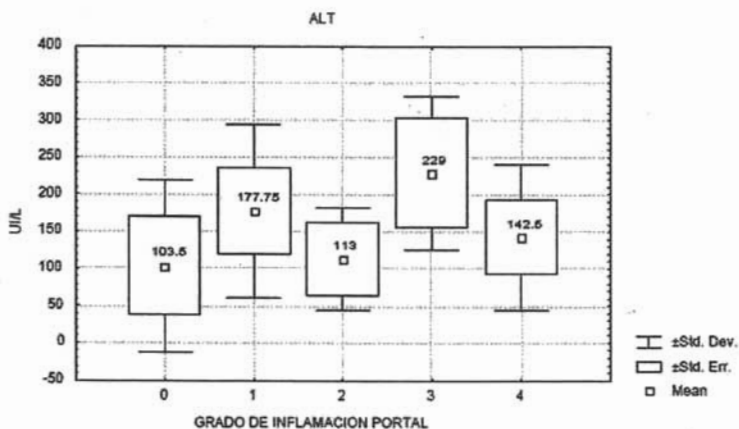 ALT
400
350
300
250
200
150
100
50
0
-50
UI/L
103.5
177.75
113
229
142.5
0 1 2 3 4
GRADO DE INFLAMACION PORTAL
±Std. Dev.
±Std. Err.
Mean